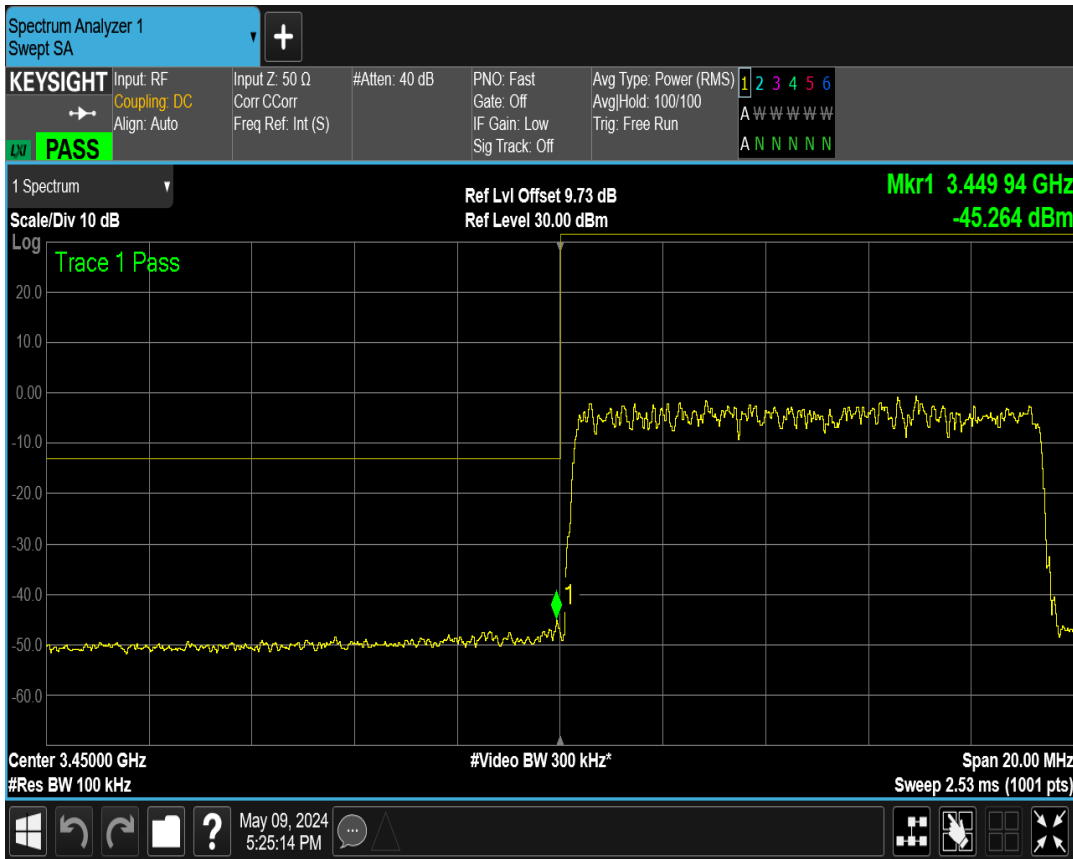 Spectrum Analyzer 1
Swept SA
+
KEYSIGHT
LXI PASS
Input: RF
Coupling: DC
Align: Auto
Input Z: 50 Ω
Corr CCorr
Freq Ref: Int (S)
#Atten: 40 dB
PNO: Fast
Gate: Off
IF Gain: Low
Sig Track: Off
Avg Type: Power (RMS)
Avg|Hold: 100/100
Trig: Free Run
1 2 3 4 5 6
A W W W W W
A N N N N N
1 Spectrum
Scale/Div 10 dB
Ref Lvl Offset 9.73 dB
Ref Level 30.00 dBm
Mkr1 3.449 94 GHz
-45.264 dBm
Log
Trace 1 Pass
20.0
10.0
0.00
-10.0
-20.0
-30.0
-40.0
1
-50.0
-60.0
Center 3.45000 GHz
#Video BW 300 kHz*
Span 20.00 MHz
#Res BW 100 kHz
Sweep 2.53 ms (1001 pts)
?
May 09, 2024
5:25:14 PM